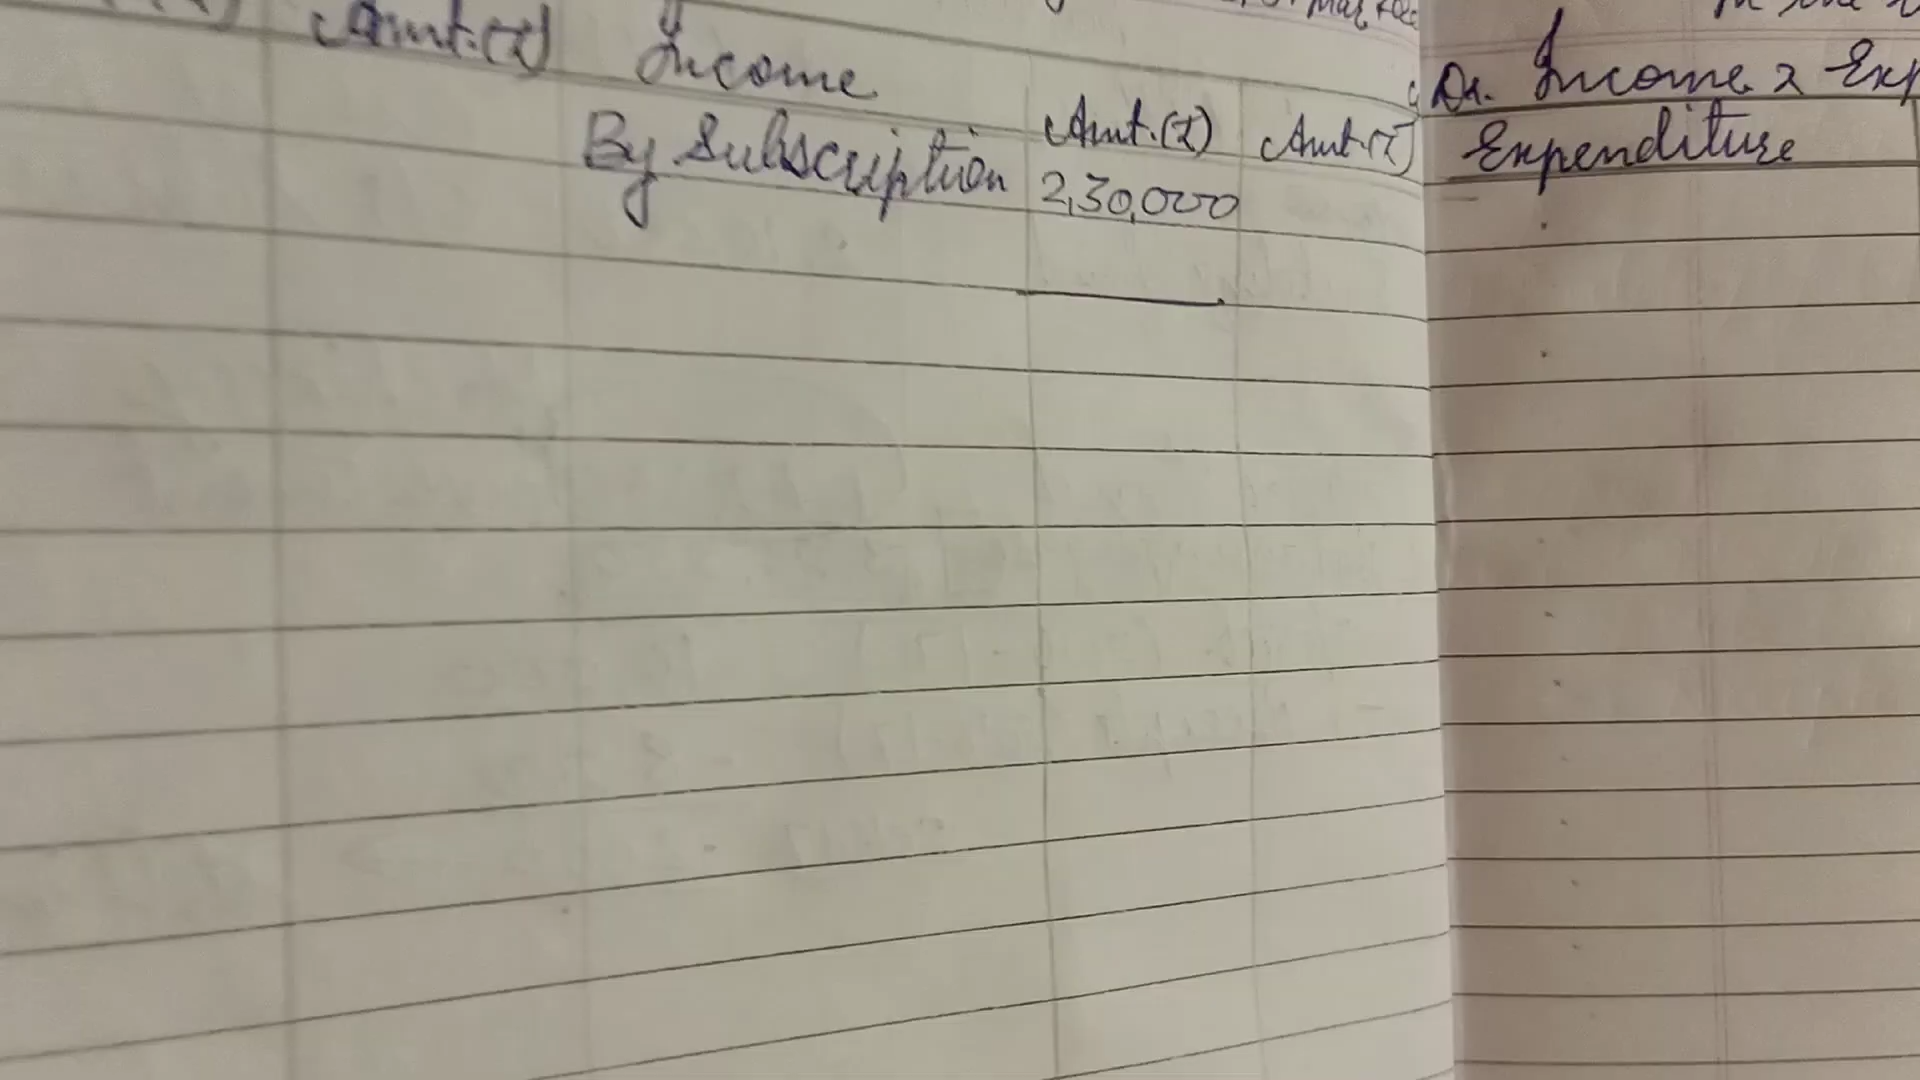 Amt.(₹) Income Amt.(₹) Amt.(₹)
By Subscription 2,30,000
Dr. Income & Exp
Expenditure